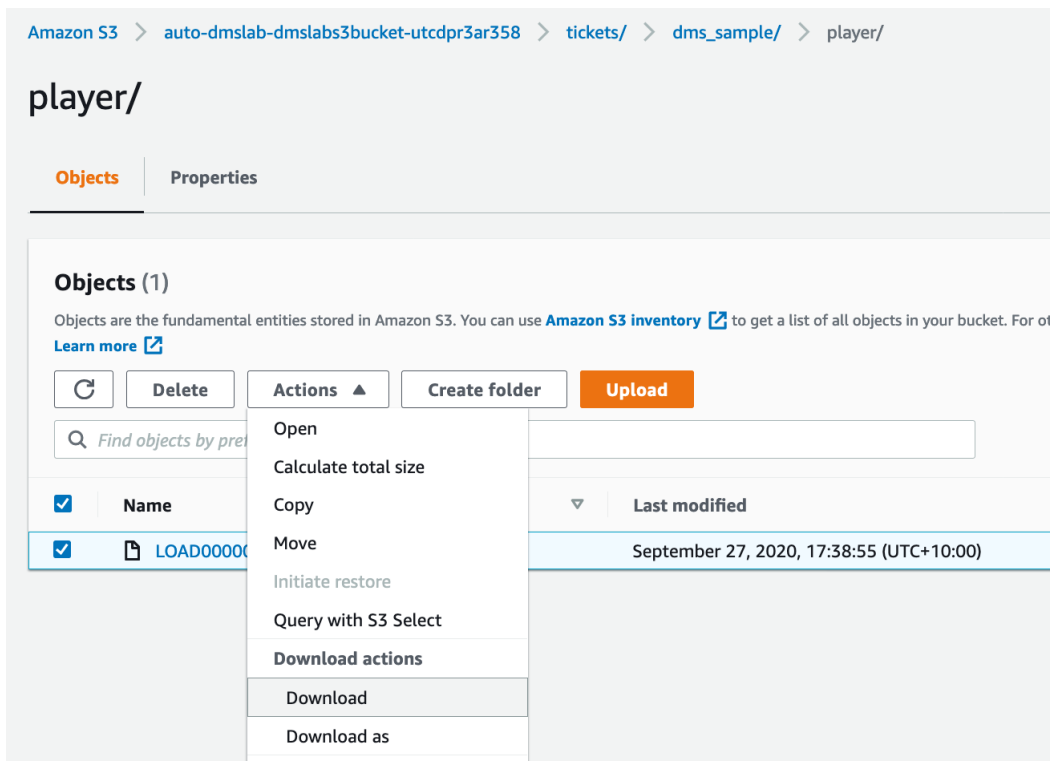 Amazon S3 > auto-dmslab-dmslabs3bucket-utcdpr3ar358 > tickets/ > dms_sample/ > player/
player/
Objects Properties
Objects (1)
Objects are the fundamental entities stored in Amazon S3. You can use Amazon S3 inventory to get a list of all objects in your bucket. For
Learn more
Delete Actions Create folder Upload
Find objects by
Open
Calculate total size
Name Last modified
Copy
LOAD00000 September 27, 2020, 17:38:55 (UTC+10:00)
Move
Initiate restore
Query with S3 Select
Download actions
Download
Download as